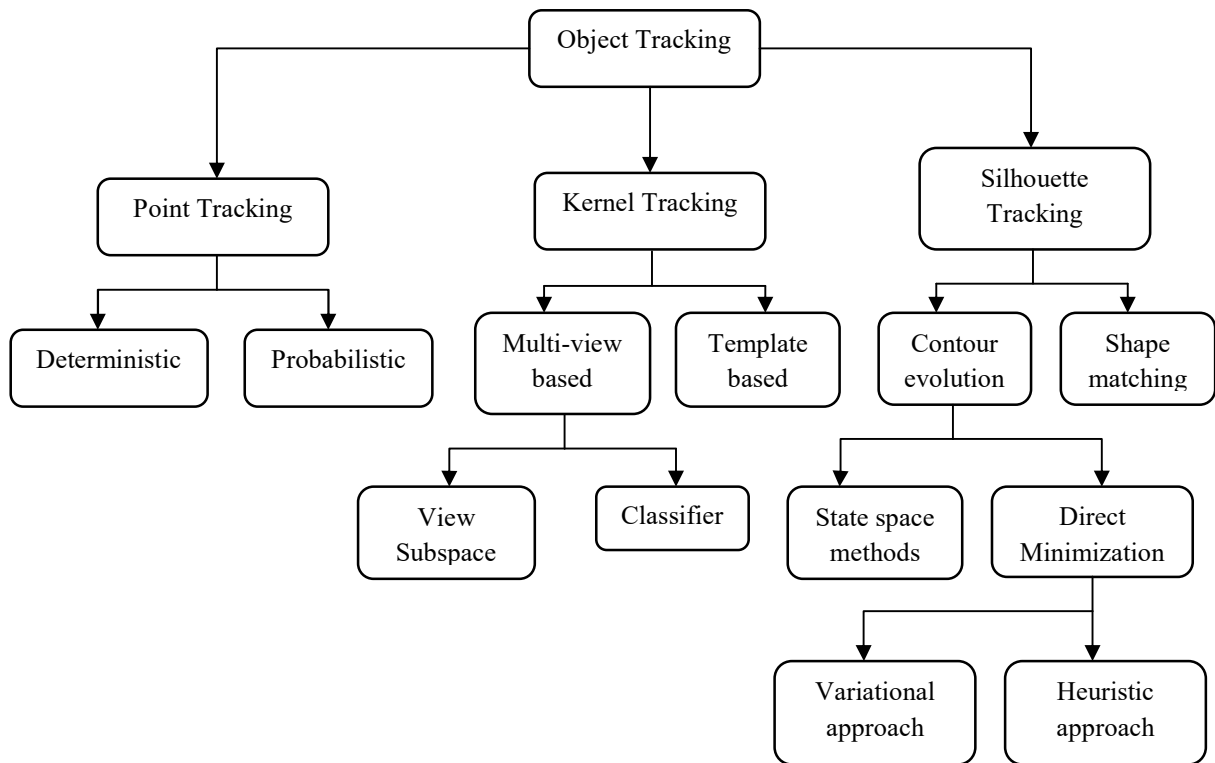 Object Tracking
Point Tracking
Kernel Tracking
Silhouette
Tracking
Deterministic
Probabilistic
Multi-view
based
Template
based
Contour
evolution
Shape
matching
View
Subspace
Classifier
State space
methods
Direct
Minimization
Variational
approach
Heuristic
approach